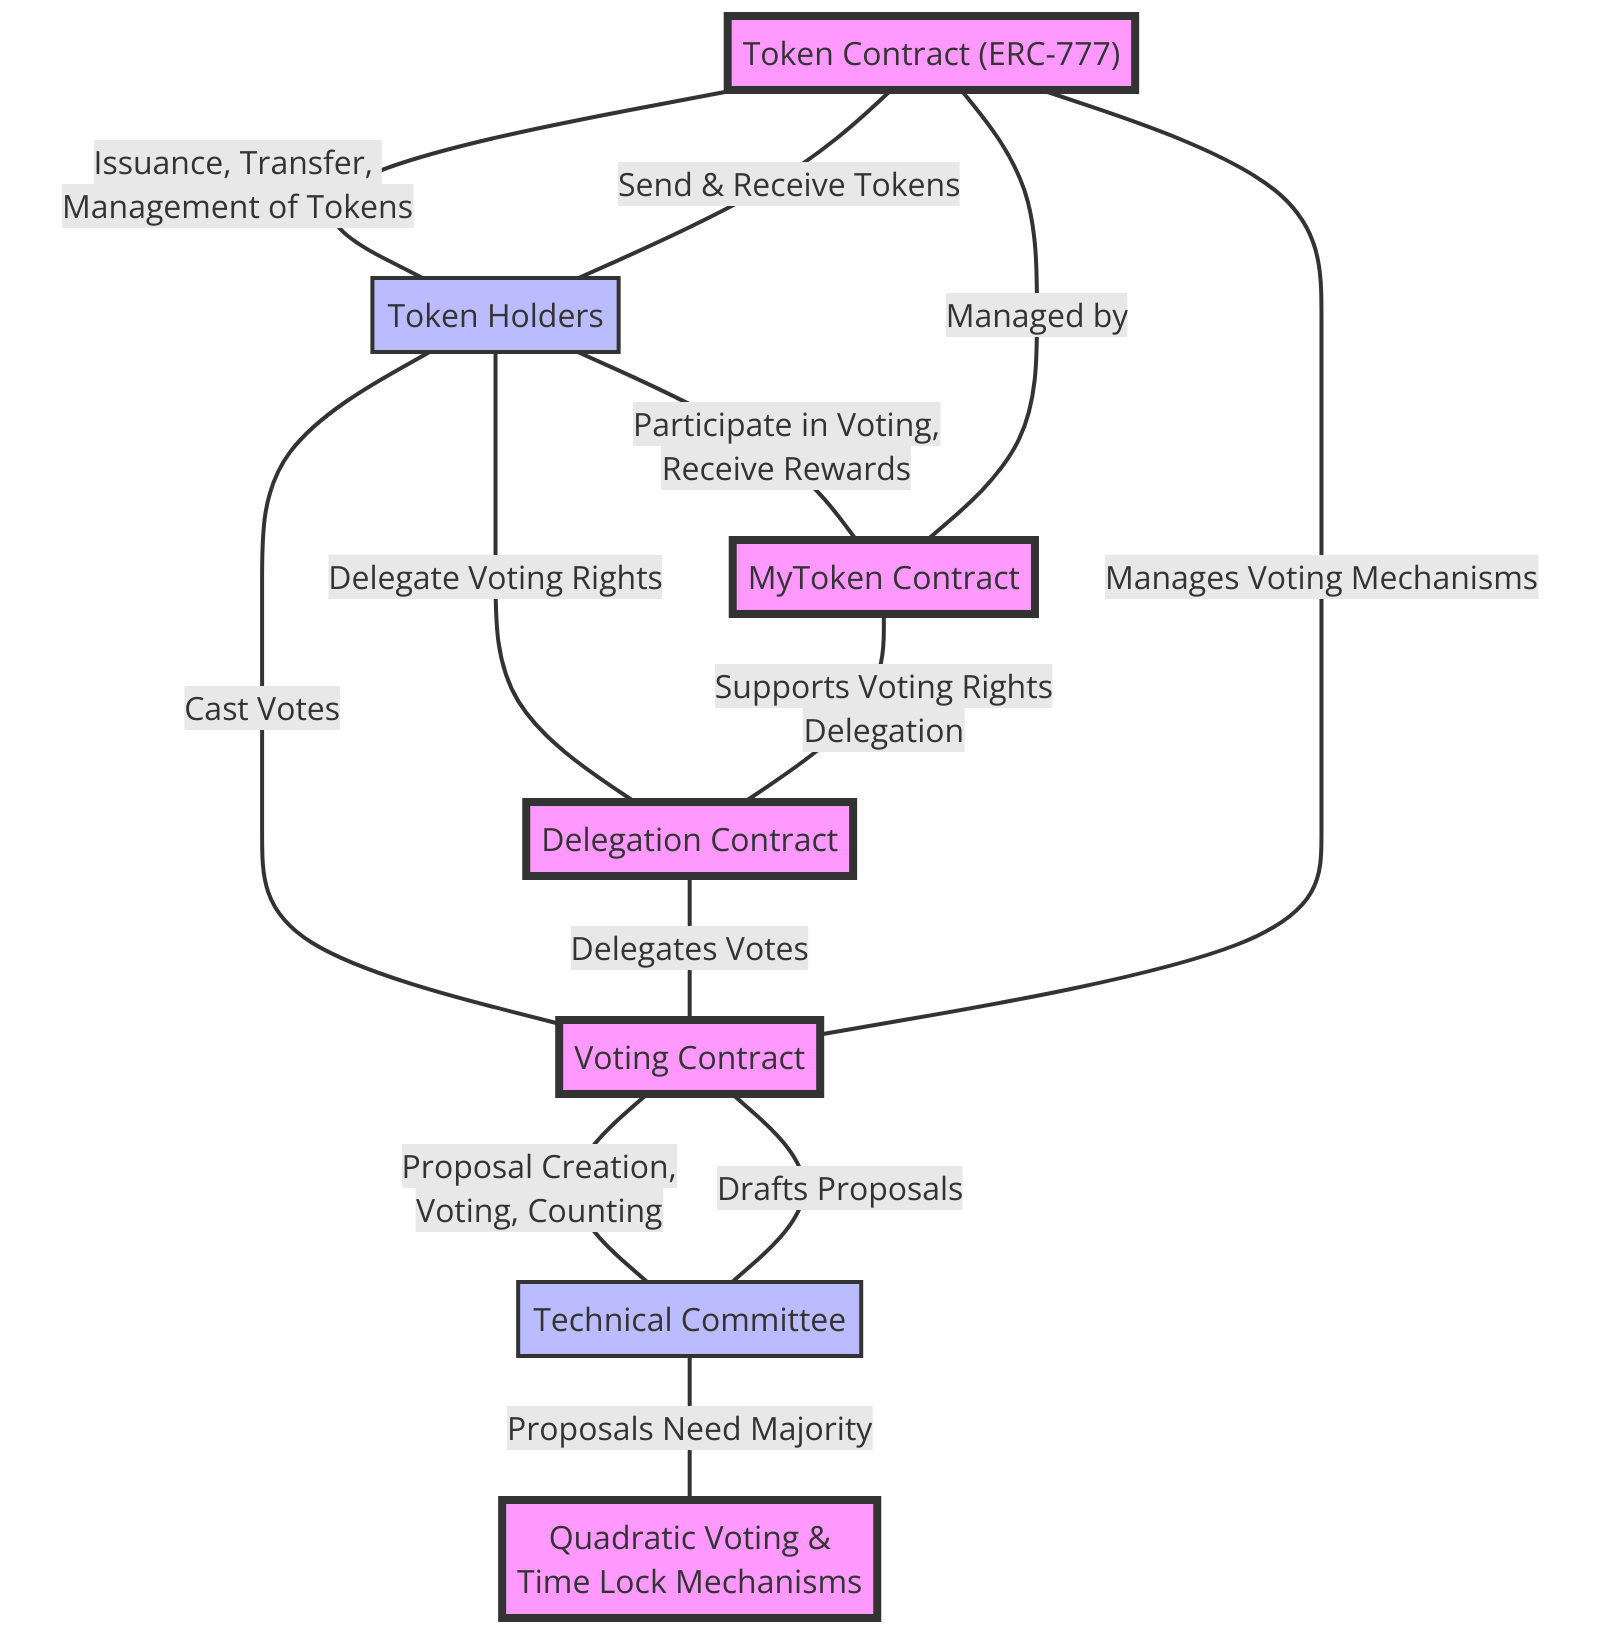 Token Contract (ERC-777)
Issuance, Transfer,
Management of Tokens
Send & Receive Tokens
Token Holders
Managed by
Participate in Voting,
Receive Rewards
Delegate Voting Rights
MyToken Contract
Manages Voting Mechanisms
Supports Voting Rights
Delegation
Cast Votes
Delegation Contract
Delegates Votes
Voting Contract
Proposal Creation,
Voting, Counting
Drafts Proposals
Technical Committee
Proposals Need Majority
Quadratic Voting &
Time Lock Mechanisms